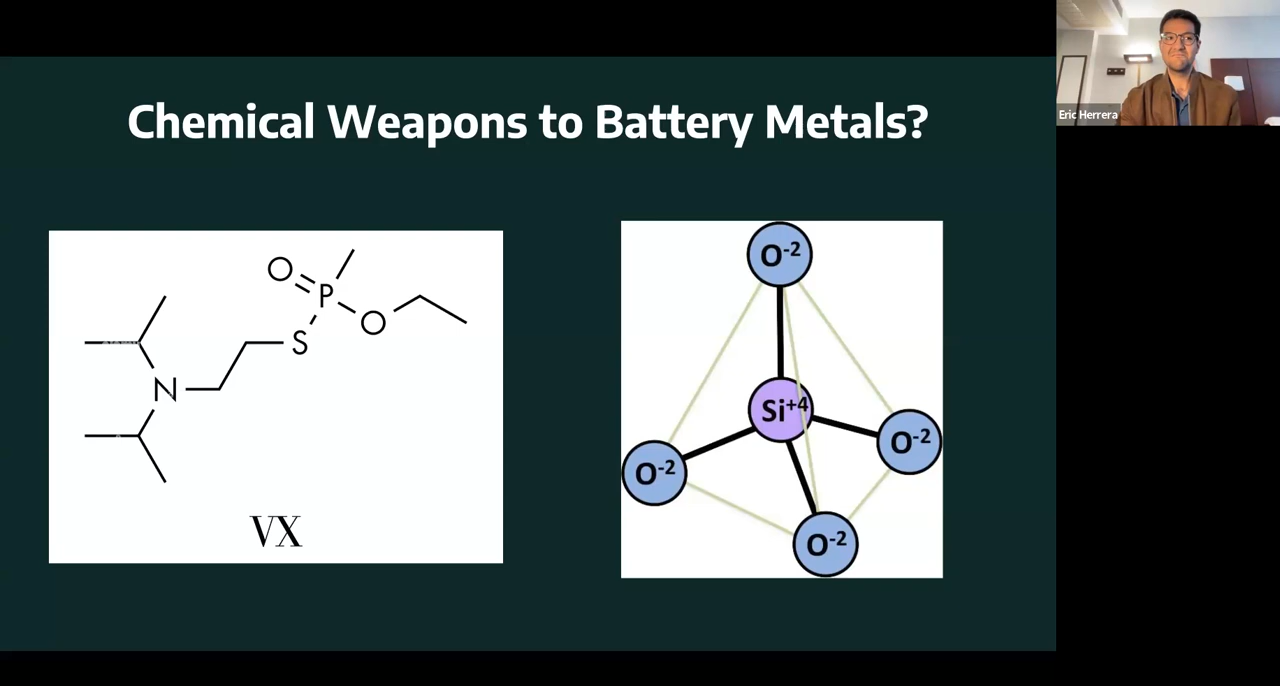 Chemical Weapons to Battery Metals?
Eric Herrera
O
P
O
S
N
VX
O-2
Si+4
O-2
O-2
O-2